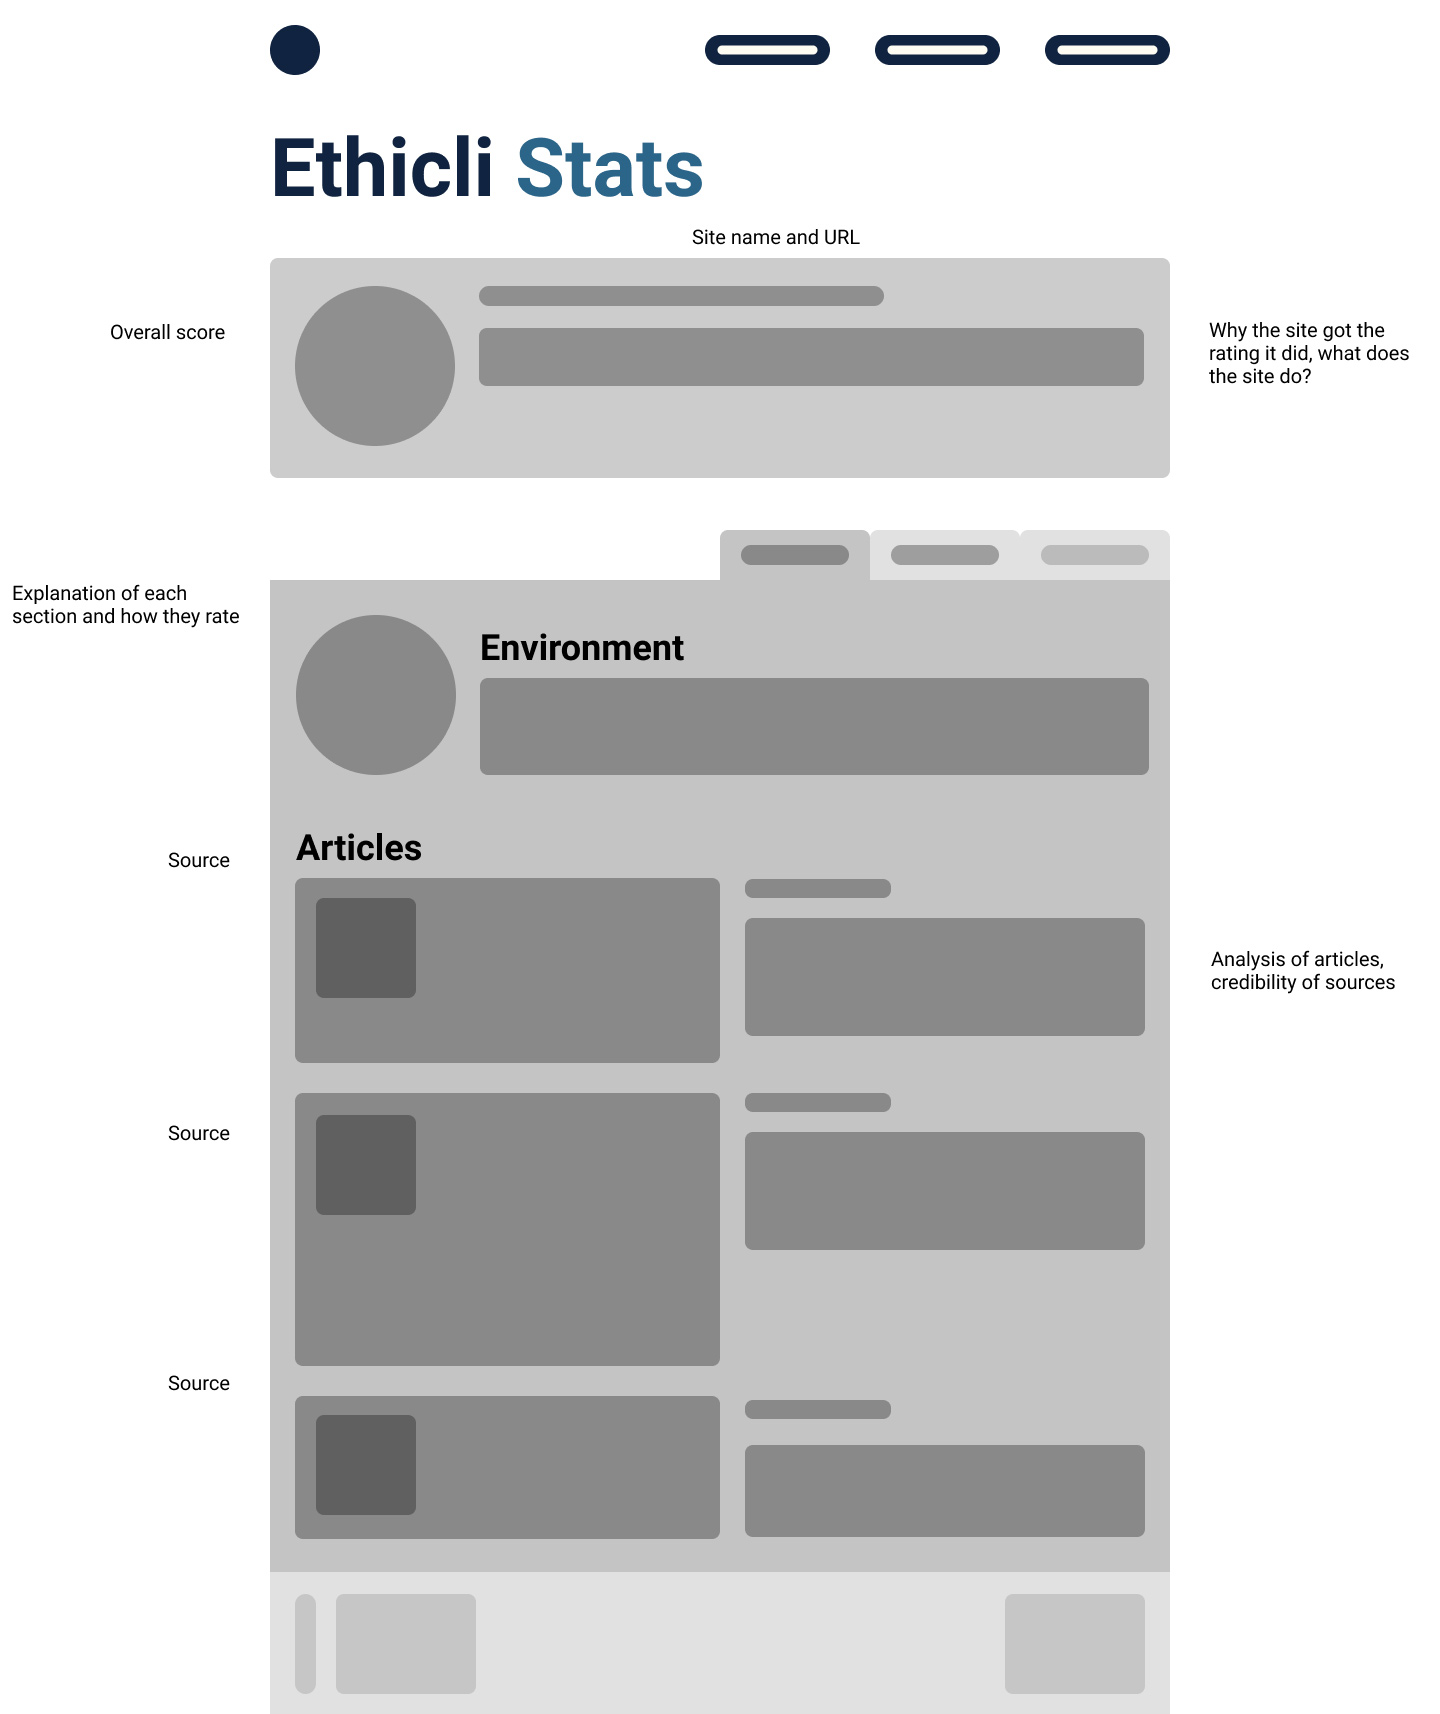 Ethicli Stats
Site name and URL
Overall score
Why the site got the
rating it did, what does
the site do?
Explanation of each
section and how they rate
Environment
Articles
Source
Analysis of articles,
credibility of sources
Source
Source